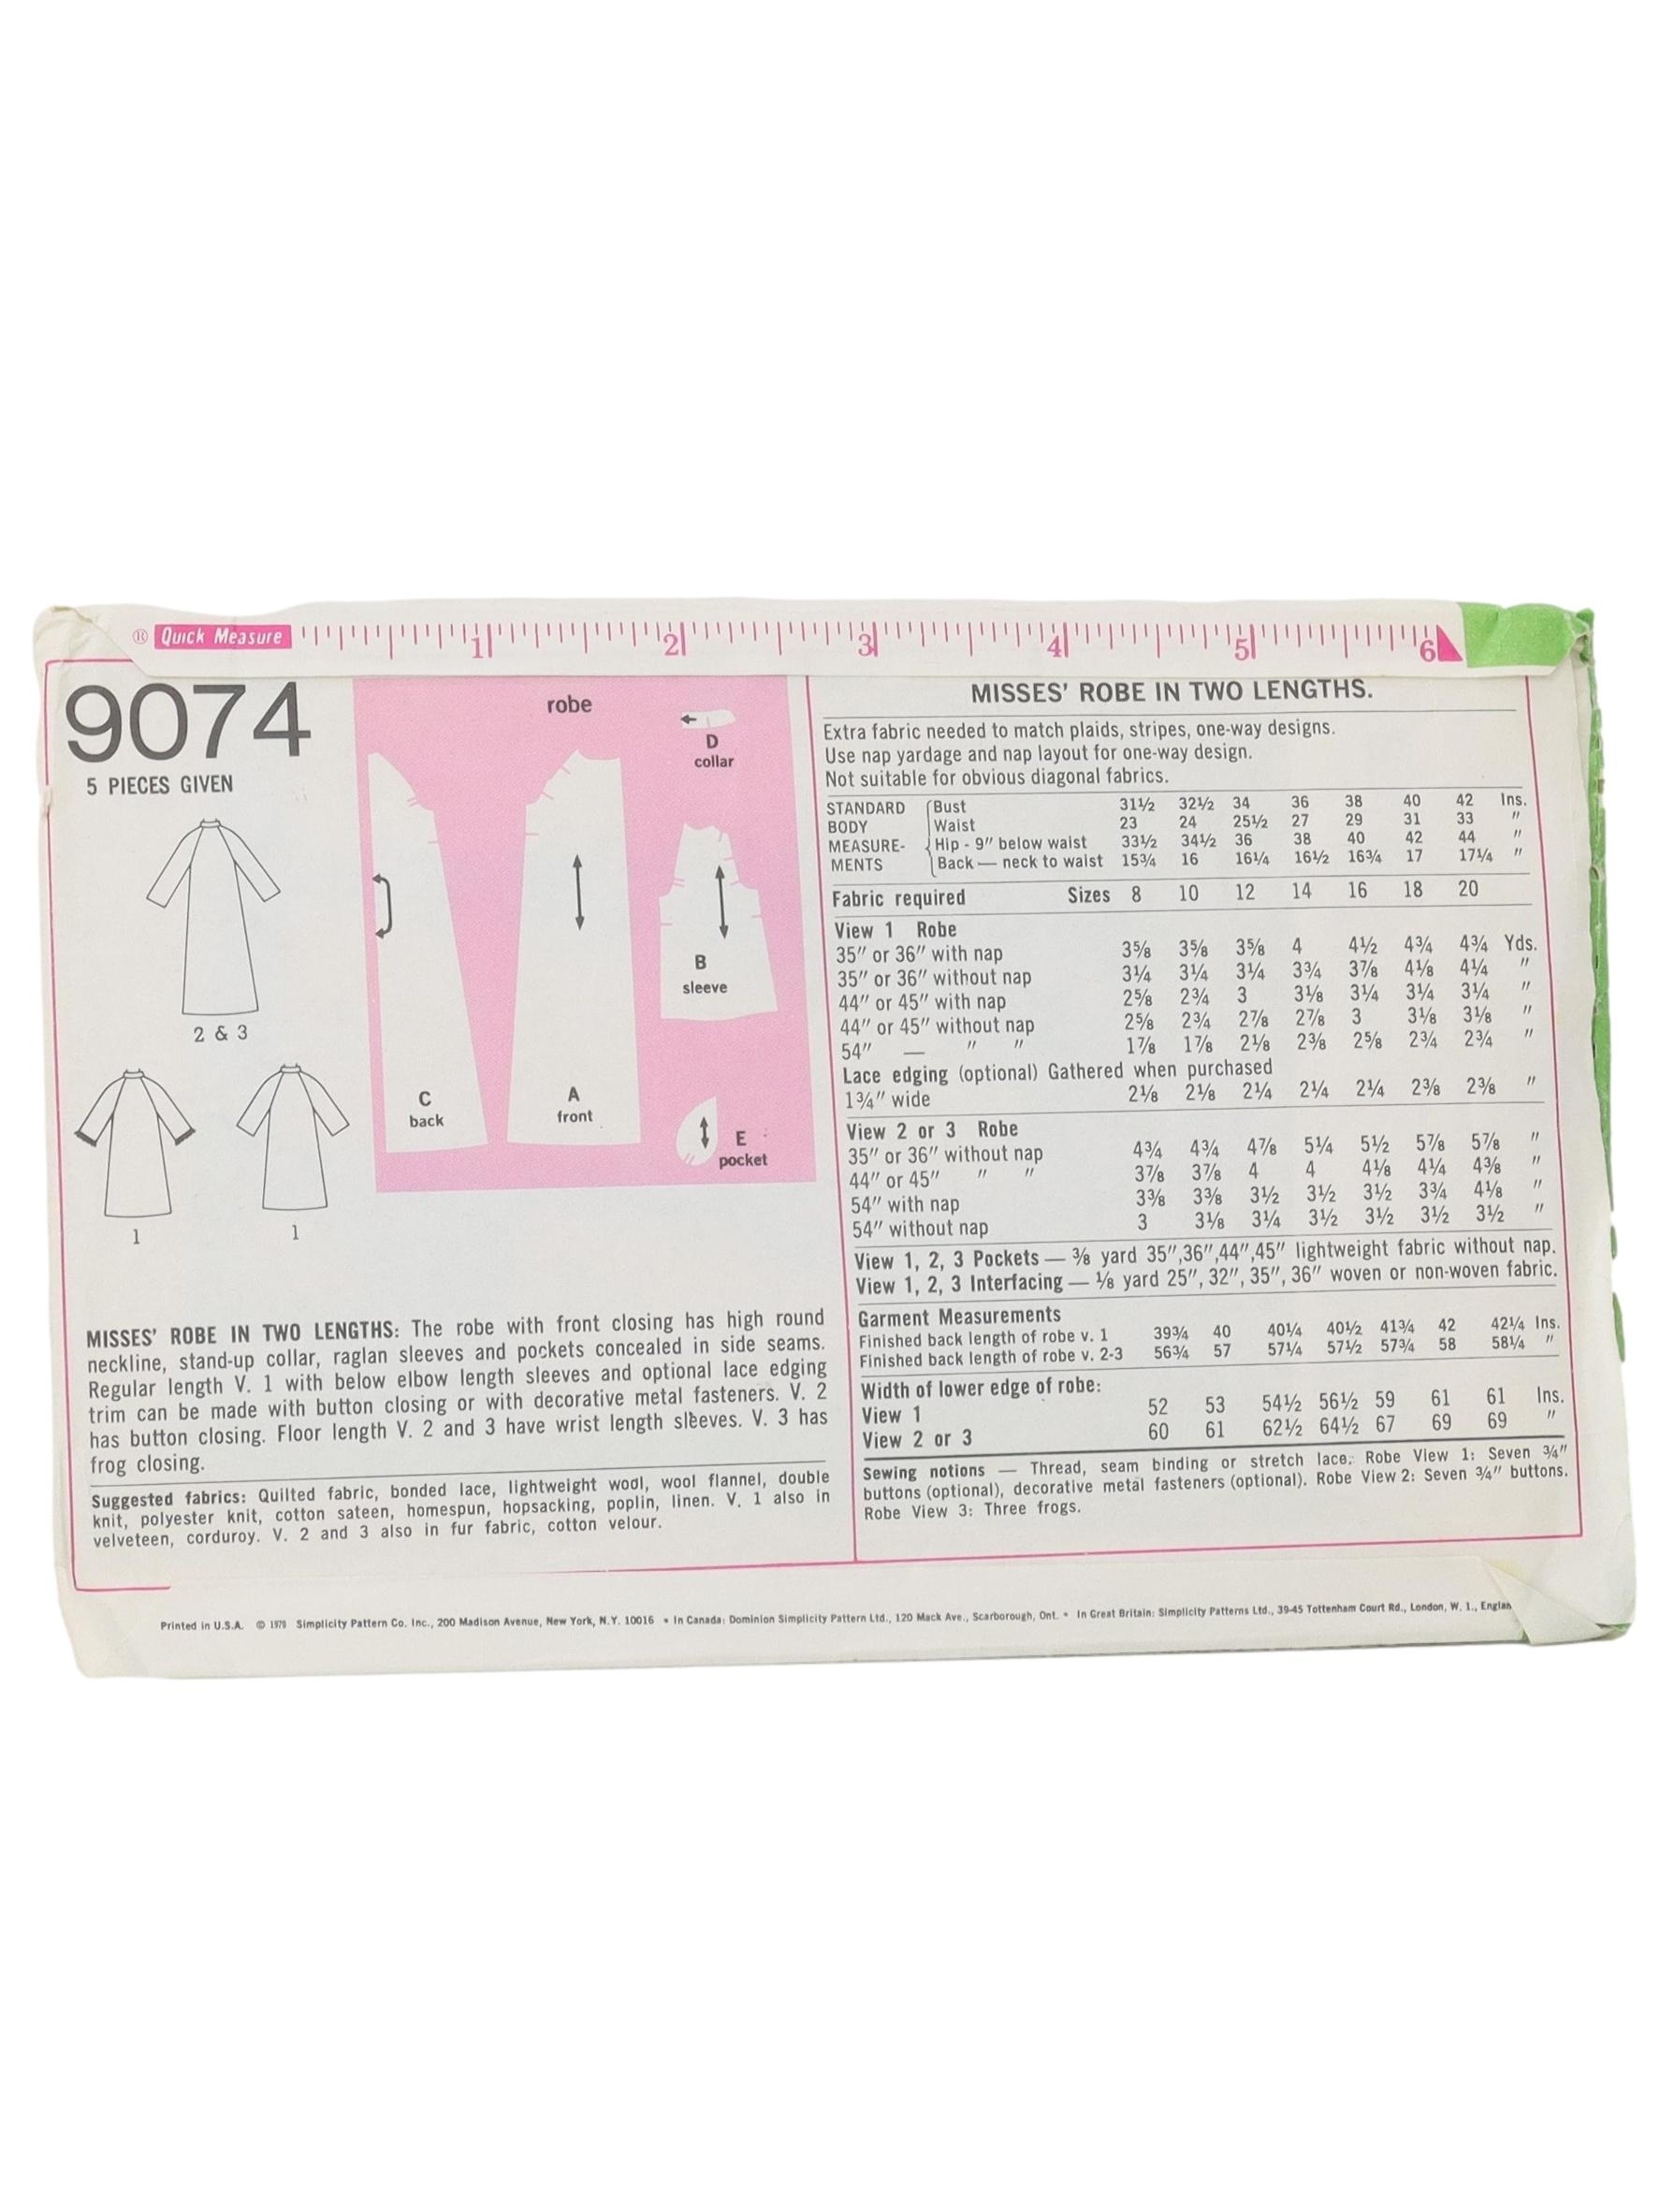 ® Quick Measure 1 2 3 4 5 6
9074
5 PIECES GIVEN
2 & 3
1
1
robe
D
collar
B
sleeve
C
back
A
front
E
pocket
MISSES' ROBE IN TWO LENGTHS: The robe with front closing has high round
neckline, stand-up collar, raglan sleeves and pockets concealed in side seams.
Regular length V. 1 with below elbow length sleeves and optional lace edging
trim can be made with button closing or with decorative metal fasteners. V. 2
has button closing. Floor length V. 2 and 3 have wrist length sleeves. V. 3 has
frog closing.
Suggested fabrics: Quilted fabric, bonded lace, lightweight wool, wool flannel, double
knit, polyester knit, cotton sateen, homespun, hopsacking, poplin, linen. V. 1 also in
velveteen, corduroy. V. 2 and 3 also in fur fabric, cotton velour.
MISSES' ROBE IN TWO LENGTHS.
Extra fabric needed to match plaids, stripes, one-way designs.
Use nap yardage and nap layout for one-way design.
Not suitable for obvious diagonal fabrics.
STANDARD Bust 31½ 32½ 34 36 38 40 42 Ins.
BODY Waist 23 24 25½ 27 29 31 33 "
MEASURE- Hip - 9" below waist 33½ 34½ 36 38 40 42 44 "
MENTS Back — neck to waist 15¾ 16 16¼ 16½ 16¾ 17 17¼ "
Fabric required Sizes 8 10 12 14 16 18 20
View 1 Robe
35" or 36" with nap 3⅝ 3⅝ 3⅝ 4 4½ 4¾ 4¾ Yds.
35" or 36" without nap 3¼ 3¼ 3¼ 3¾ 3⅞ 4⅛ 4¼ "
44" or 45" with nap 2⅝ 2¾ 3 3⅛ 3¼ 3¼ 3¼ "
44" or 45" without nap 2⅝ 2¾ 2⅞ 2⅞ 3 3⅛ 3⅛ "
54" — " " 1⅞ 1⅞ 2⅛ 2⅜ 2⅝ 2¾ 2¾ "
Lace edging (optional) Gathered when purchased
1¾" wide 2⅛ 2⅛ 2¼ 2¼ 2¼ 2⅜ 2⅜ "
View 2 or 3 Robe
35" or 36" without nap 4¾ 4¾ 4⅞ 5¼ 5½ 5⅞ 5⅞ "
44" or 45" " " 3⅞ 3⅞ 4 4 4⅛ 4¼ 4⅜ "
54" with nap 3⅜ 3⅜ 3½ 3½ 3½ 3¾ 4⅛ "
54" without nap 3 3⅛ 3¼ 3½ 3½ 3½ 3½ "
View 1, 2, 3 Pockets — ⅜ yard 35",36",44",45" lightweight fabric without nap.
View 1, 2, 3 Interfacing — ⅛ yard 25", 32", 35", 36" woven or non-woven fabric.
Garment Measurements
Finished back length of robe v. 1 39¾ 40 40¼ 40½ 41¾ 42 42¼ Ins.
Finished back length of robe v. 2-3 56¾ 57 57¼ 57½ 57¾ 58 58¼ "
Width of lower edge of robe:
View 1 52 53 54½ 56½ 59 61 61 Ins.
View 2 or 3 60 61 62½ 64½ 67 69 69 "
Sewing notions — Thread, seam binding or stretch lace. Robe View 1: Seven ¾"
buttons (optional), decorative metal fasteners (optional). Robe View 2: Seven ¾" buttons.
Robe View 3: Three frogs.
Printed in U.S.A. © 1970 Simplicity Pattern Co. Inc., 200 Madison Avenue, New York, N.Y. 10016 • In Canada: Dominion Simplicity Pattern Ltd., 120 Mack Ave., Scarborough, Ont. • In Great Britain: Simplicity Patterns Ltd., 39-45 Tottenham Court Rd., London, W. 1., Englan